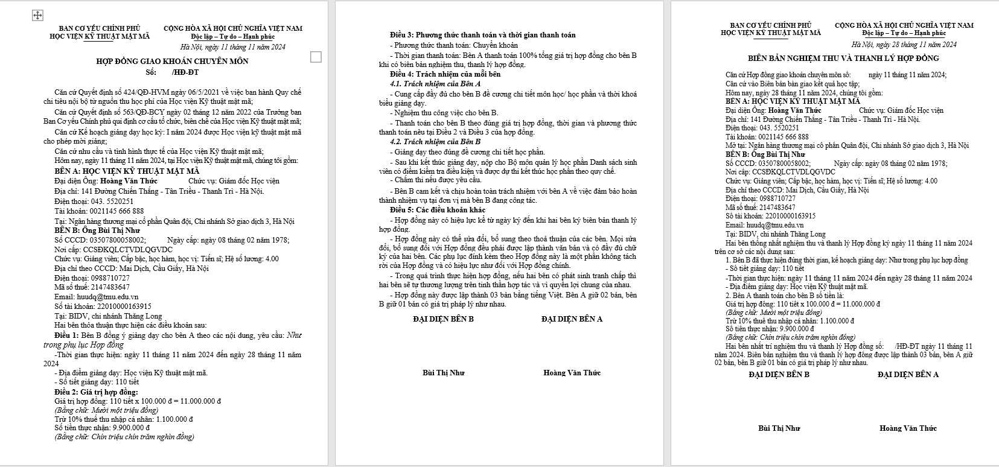 BAN CƠ YẾU CHÍNH PHỦ
HỌC VIỆN KỸ THUẬT MẬT MÃ
CỘNG HÒA XÃ HỘI CHỦ NGHĨA VIỆT NAM
Độc lập – Tự do – Hạnh phúc
Hà Nội, ngày 11 tháng 11 năm 2024
HỢP ĐỒNG GIAO KHOÁN CHUYÊN MÔN
Số: /HĐ-ĐT
Căn cứ Quyết định số 424/QĐ-HVM ngày 06/5/2021 về việc ban hành Quy chế
chi tiêu nội bộ từ nguồn thu học phí của Học viện Kỹ thuật mật mã;
Căn cứ Quyết định số 563/QĐ-BCY ngày 02 tháng 12 năm 2022 của Trưởng ban
Ban Cơ yếu Chính phủ qui định cơ cấu tổ chức, biên chế của Học viện Kỹ thuật mật mã;
Căn cứ Kế hoạch giảng dạy học kỳ: I năm 2024 được Học viện kỹ thuật mật mã
cho phép mời giảng;
Căn cứ nhu cầu và tình hình thực tế của Học viện Kỹ thuật mật mã;
Hôm nay, ngày 11 tháng 11 năm 2024, tại Học viện Kỹ thuật mật mã, chúng tôi gồm:
BÊN A: HỌC VIỆN KỸ THUẬT MẬT MÃ
Đại diện Ông: Hoàng Văn Thức Chức vụ: Giám đốc Học viện
Địa chỉ: 141 Đường Chiến Thắng - Tân Triều - Thanh Trì - Hà Nội.
Điện thoại: 043. 5520251
Tài khoản: 0021145 666 888
Tại: Ngân hàng thương mại cổ phần Quân đội, Chi nhánh Sở giao dịch 3, Hà Nội
BÊN B: Ông Bùi Thị Như
Số CCCD: 03507800058002; Ngày cấp: ngày 08 tháng 02 năm 1978;
Nơi cấp: CCSĐKQLCTVDLQGVDC
Chức vụ: Giảng viên; Cấp bậc, học hàm, học vị: Tiến sĩ; Hệ số lương: 4.00
Địa chỉ theo CCCD: Mai Dịch, Cầu Giấy, Hà Nội
Điện thoại: 0988710727
Mã số thuế: 2147483647
Email: huudq@tmu.edu.vn
Số tài khoản: 22010000163915
Tại: BIDV, chi nhánh Thăng Long
Hai bên thỏa thuận thực hiện các điều khoản sau:
Điều 1: Bên B đồng ý giảng dạy cho bên A theo các nội dung, yêu cầu: Như
trong phụ lục Hợp đồng
-Thời gian thực hiện: ngày 11 tháng 11 năm 2024 đến ngày 28 tháng 11 năm
2024
- Địa điểm giảng dạy: Học viện Kỹ thuật mật mã.
- Số tiết giảng dạy: 110 tiết
Điều 2: Giá trị hợp đồng:
Giá trị hợp đồng: 110 tiết x 100.000 đ = 11.000.000 đ
(Bằng chữ: Mười một triệu đồng)
Trừ 10% thuế thu nhập cá nhân: 1.100.000 đ
Số tiền thực nhận: 9.900.000 đ
(Bằng chữ: Chín triệu chín trăm nghìn đồng)
Điều 3: Phương thức thanh toán và thời gian thanh toán
- Phương thức thanh toán: Chuyển khoản
- Thời gian thanh toán: Bên A thanh toán 100% tổng giá trị hợp đồng cho bên B
khi có biên bản nghiệm thu, thanh lý hợp đồng.
Điều 4: Trách nhiệm của mỗi bên
4.1. Trách nhiệm của Bên A
- Cung cấp đầy đủ cho bên B đề cương chi tiết môn học/ học phần và thời khoá
biểu giảng dạy.
- Nghiệm thu công việc cho bên B.
- Thanh toán cho bên B theo đúng giá trị hợp đồng, thời gian và phương thức
thanh toán nêu tại Điều 2 và Điều 3 của hợp đồng.
4.2. Trách nhiệm của Bên B
- Giảng dạy theo đúng đề cương chi tiết học phần.
- Sau khi kết thúc giảng dạy, nộp cho Bộ môn quản lý học phần Danh sách sinh
viên có điểm kiểm tra điều kiện và được dự thi kết thúc học phần theo quy chế.
- Chấm thi nếu được yêu cầu.
- Bên B cam kết và chịu hoàn toàn trách nhiệm với bên A về việc đảm bảo hoàn
thành nhiệm vụ tại đơn vị mà bên B đang công tác.
Điều 5: Các điều khoản khác
- Hợp đồng này có hiệu lực kể từ ngày ký đến khi hai bên ký biên bản thanh lý
hợp đồng.
- Hợp đồng này có thể sửa đổi, bổ sung theo thoả thuận của các bên. Mọi sửa
đổi, bổ sung đối với Hợp đồng đều phải được lập thành văn bản và có đầy đủ chữ
ký của hai bên. Các phụ lục đính kèm theo Hợp đồng này là một phần không tách
rời của Hợp đồng và có hiệu lực như đối với Hợp đồng chính.
- Trong quá trình thực hiện hợp đồng, nếu hai bên có phát sinh tranh chấp thì
hai bên sẽ tự thương lượng trên tinh thần hợp tác và vì quyền lợi chung của nhau.
- Hợp đồng này được lập thành 03 bản bằng tiếng Việt. Bên A giữ 02 bản, bên
B giữ 01 bản có giá trị pháp lý như nhau.
ĐẠI DIỆN BÊN B ĐẠI DIỆN BÊN A
Bùi Thị Như Hoàng Văn Thức
BAN CƠ YẾU CHÍNH PHỦ
HỌC VIỆN KỸ THUẬT MẬT MÃ
CỘNG HÒA XÃ HỘI CHỦ NGHĨA VIỆT NAM
Độc lập – Tự do – Hạnh phúc
Hà Nội, ngày 28 tháng 11 năm 2024
BIÊN BẢN NGHIỆM THU VÀ THANH LÝ HỢP ĐỒNG
Căn cứ Hợp đồng giao khoán chuyên môn số: ngày 11 tháng 11 năm 2024;
Căn cứ vào Biên bản bàn giao kết quả học tập;
Hôm nay, ngày 28 tháng 11 năm 2024, chúng tôi gồm:
BÊN A: HỌC VIỆN KỸ THUẬT MẬT MÃ
Đại diện Ông: Hoàng Văn Thức Chức vụ: Giám đốc Học viện
Địa chỉ: 141 Đường Chiến Thắng - Tân Triều - Thanh Trì - Hà Nội.
Điện thoại: 043. 5520251
Tài khoản: 0021145 666 888
Mở tại: Ngân hàng thương mại cổ phần Quân đội, Chi nhánh Sở giao dịch 3, Hà Nội
BÊN B: Ông Bùi Thị Như
Số CCCD: 03507800058002; Ngày cấp: ngày 08 tháng 02 năm 1978;
Nơi cấp: CCSĐKQLCTVDLQGVDC
Chức vụ: Giảng viên; Cấp bậc, học hàm, học vị: Tiến sĩ; Hệ số lương: 4.00
Địa chỉ theo CCCD: Mai Dịch, Cầu Giấy, Hà Nội
Điện thoại: 0988710727
Mã số thuế: 2147483647
Số tài khoản: 22010000163915
Email: huudq@tmu.edu.vn
Tại: BIDV, chi nhánh Thăng Long
Hai bên thống nhất nghiệm thu và thanh lý Hợp đồng ký ngày 11 tháng 11 năm 2024
trên cơ sở các nội dung sau:
1. Bên B đã thực hiện đúng thời gian, kế hoạch giảng dạy: Như trong phụ lục hợp đồng
- Số tiết giảng dạy: 110 tiết
-Thời gian thực hiện: ngày 11 tháng 11 năm 2024 đến ngày 28 tháng 11 năm 2024
- Địa điểm giảng dạy: Học viện Kỹ thuật mật mã.
2. Bên A thanh toán cho bên B số tiền là:
Giá trị hợp đồng: 110 tiết x 100.000 đ = 11.000.000 đ
(Bằng chữ: Mười một triệu đồng)
Trừ 10% thuế thu nhập cá nhân: 1.100.000 đ
Số tiền thực nhận: 9.900.000 đ
(Bằng chữ: Chín triệu chín trăm nghìn đồng)
Hai bên nhất trí nghiệm thu và thanh lý Hợp đồng số: /HĐ-ĐT ngày 11 tháng 11
năm 2024. Biên bản nghiệm thu và thanh lý hợp đồng được lập thành 03 bản, bên A giữ
02 bản, bên B giữ 01 bản có giá trị pháp lý như nhau.
ĐẠI DIỆN BÊN B ĐẠI DIỆN BÊN A
Bùi Thị Như Hoàng Văn Thức